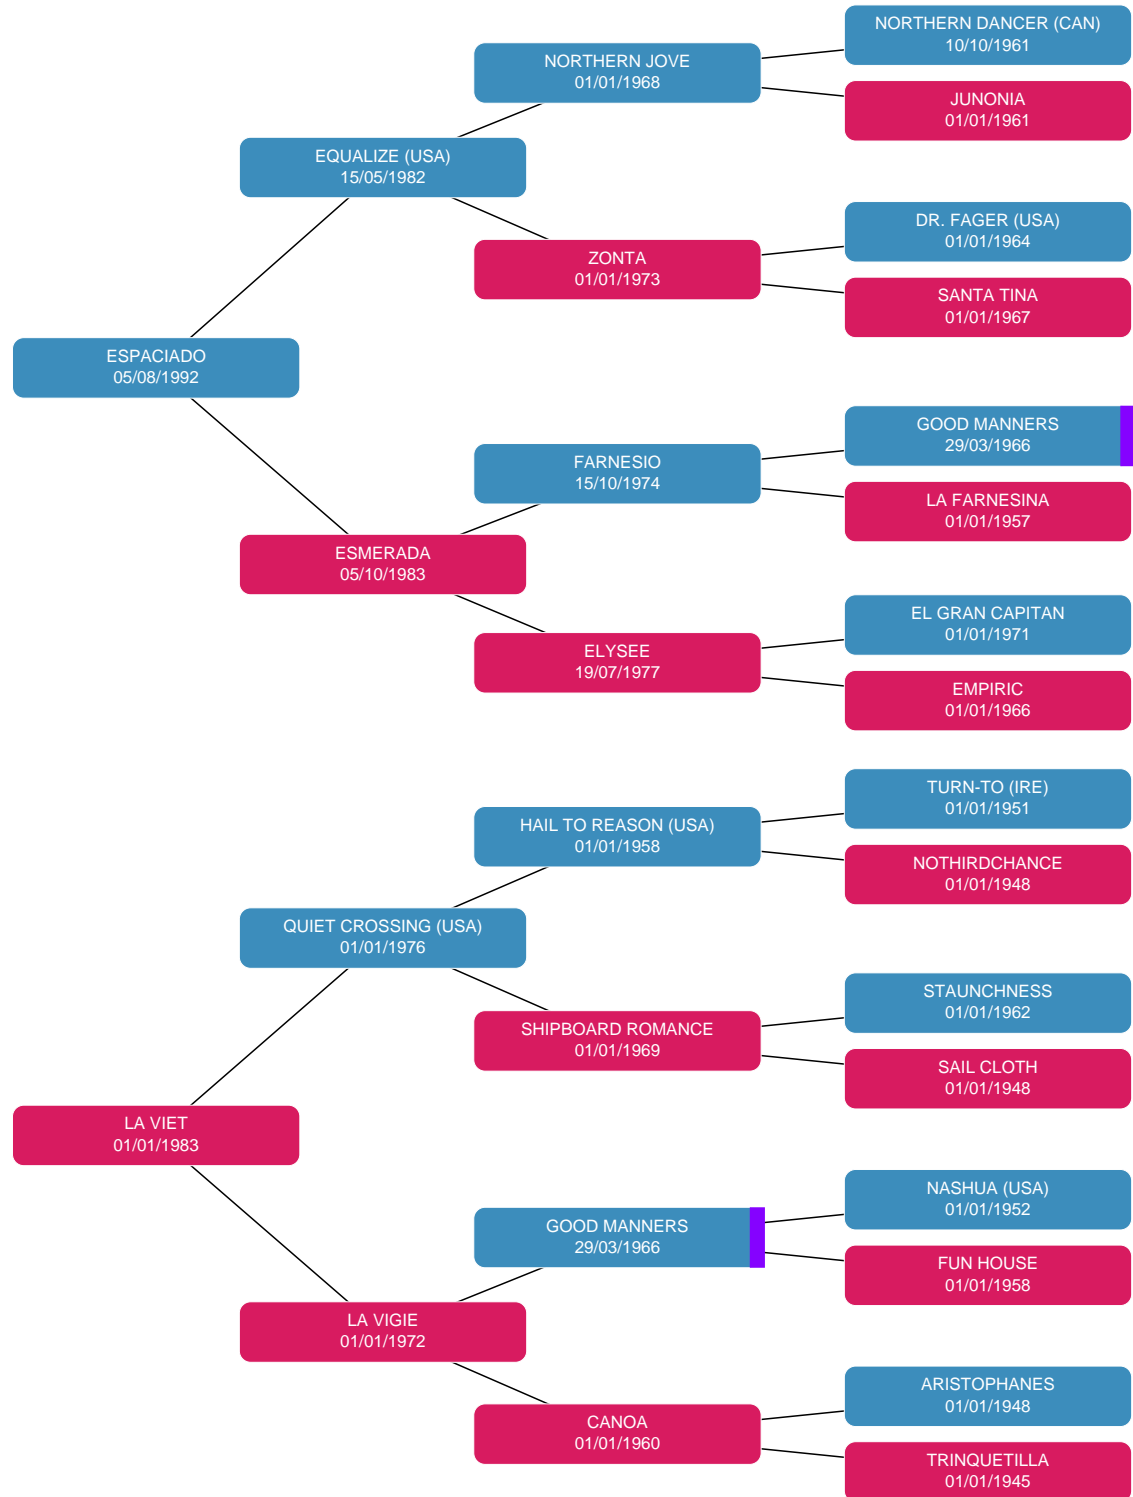 NORTHERN DANCER (CAN)
10/10/1961
NORTHERN JOVE
01/01/1968
JUNONIA
01/01/1961
EQUALIZE (USA)
15/05/1982
DR. FAGER (USA)
01/01/1964
ZONTA
01/01/1973
SANTA TINA
01/01/1967
ESPACIADO
05/08/1992
GOOD MANNERS
29/03/1966
FARNESIO
15/10/1974
LA FARNESINA
01/01/1957
ESMERADA
05/10/1983
EL GRAN CAPITAN
01/01/1971
ELYSEE
19/07/1977
EMPIRIC
01/01/1966
TURN-TO (IRE)
01/01/1951
HAIL TO REASON (USA)
01/01/1958
NOTHIRDCHANCE
01/01/1948
QUIET CROSSING (USA)
01/01/1976
STAUNCHNESS
01/01/1962
SHIPBOARD ROMANCE
01/01/1969
SAIL CLOTH
01/01/1948
LA VIET
01/01/1983
NASHUA (USA)
01/01/1952
GOOD MANNERS
29/03/1966
FUN HOUSE
01/01/1958
LA VIGIE
01/01/1972
ARISTOPHANES
01/01/1948
CANOA
01/01/1960
TRINQUETILLA
01/01/1945